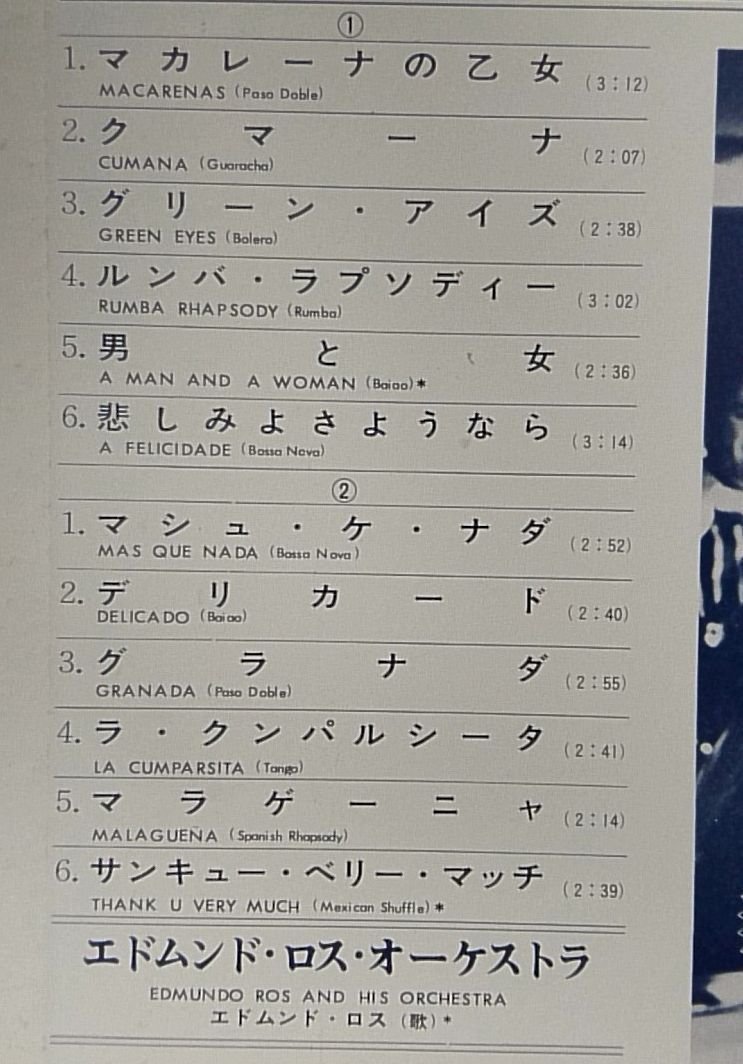 ①
1. マカレーナの乙女 (3:12)
MACARENAS (Paso Doble)
2. クマーナ (2:07)
CUMANA (Guaracha)
3. グリーン・アイズ (2:38)
GREEN EYES (Bolero)
4. ルンバ・ラプソディー (3:02)
RUMBA RHAPSODY (Rumba)
5. 男と女 (2:36)
A MAN AND A WOMAN (Baiao)*
6. 悲しみよさようなら (3:14)
A FELICIDADE (Bossa Nova)
②
1. マシュ・ケ・ナダ (2:52)
MAS QUE NADA (Bossa Nova)
2. デリカード (2:40)
DELICADO (Baiao)
3. グラナダ (2:55)
GRANADA (Paso Doble)
4. ラ・クンパルシータ (2:41)
LA CUMPARSITA (Tango)
5. マラゲーニャ (2:14)
MALAGUEÑA (Spanish Rhapsody)
6. サンキュー・ベリー・マッチ (2:39)
THANK U VERY MUCH (Mexican Shuffle)*
エドムンド・ロス・オーケストラ
EDMUNDO ROS AND HIS ORCHESTRA
エドムンド・ロス (歌)*